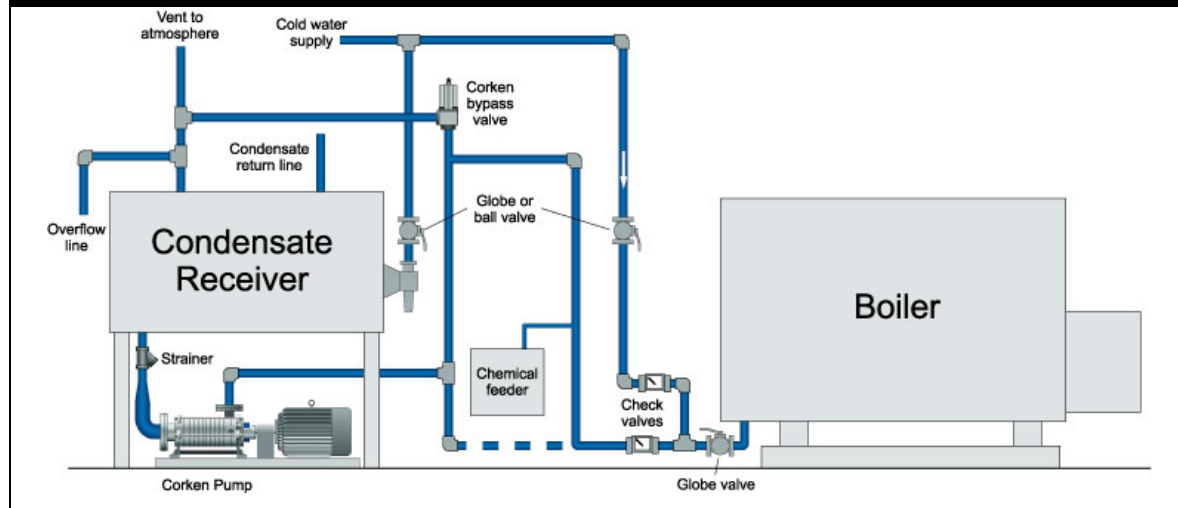 Vent to
atmosphere
Cold water
supply
Corken
bypass
valve
Condensate
return line
Overflow
line
Globe or
ball valve
Condensate
Receiver
Boiler
Strainer
Chemical
feeder
Check
valves
Corken Pump
Globe valve